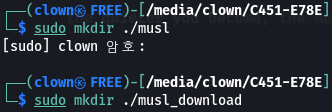 ┌──(clown㉿FREE)-[/media/clown/C451-E78E]
└─$ sudo mkdir ./musl
[sudo] clown 암호:
┌──(clown㉿FREE)-[/media/clown/C451-E78E]
└─$ sudo mkdir ./musl_download